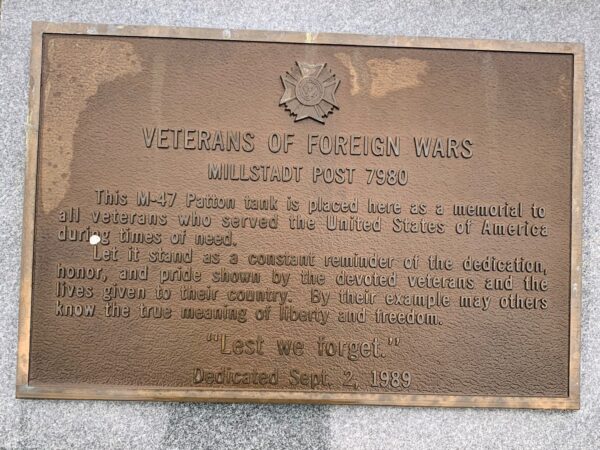 VETERANS OF FOREIGN WARS
MILLSTADT POST 7980
This M-47 Patton tank is placed here as a memorial to
all veterans who served the United States of America
during times of need.
Let it stand as a constant reminder of the dedication,
honor, and pride shown by the devoted veterans and the
lives given to their country. By their example may others
know the true meaning of liberty and freedom.
"Lest we forget."
Dedicated Sept. 2, 1989